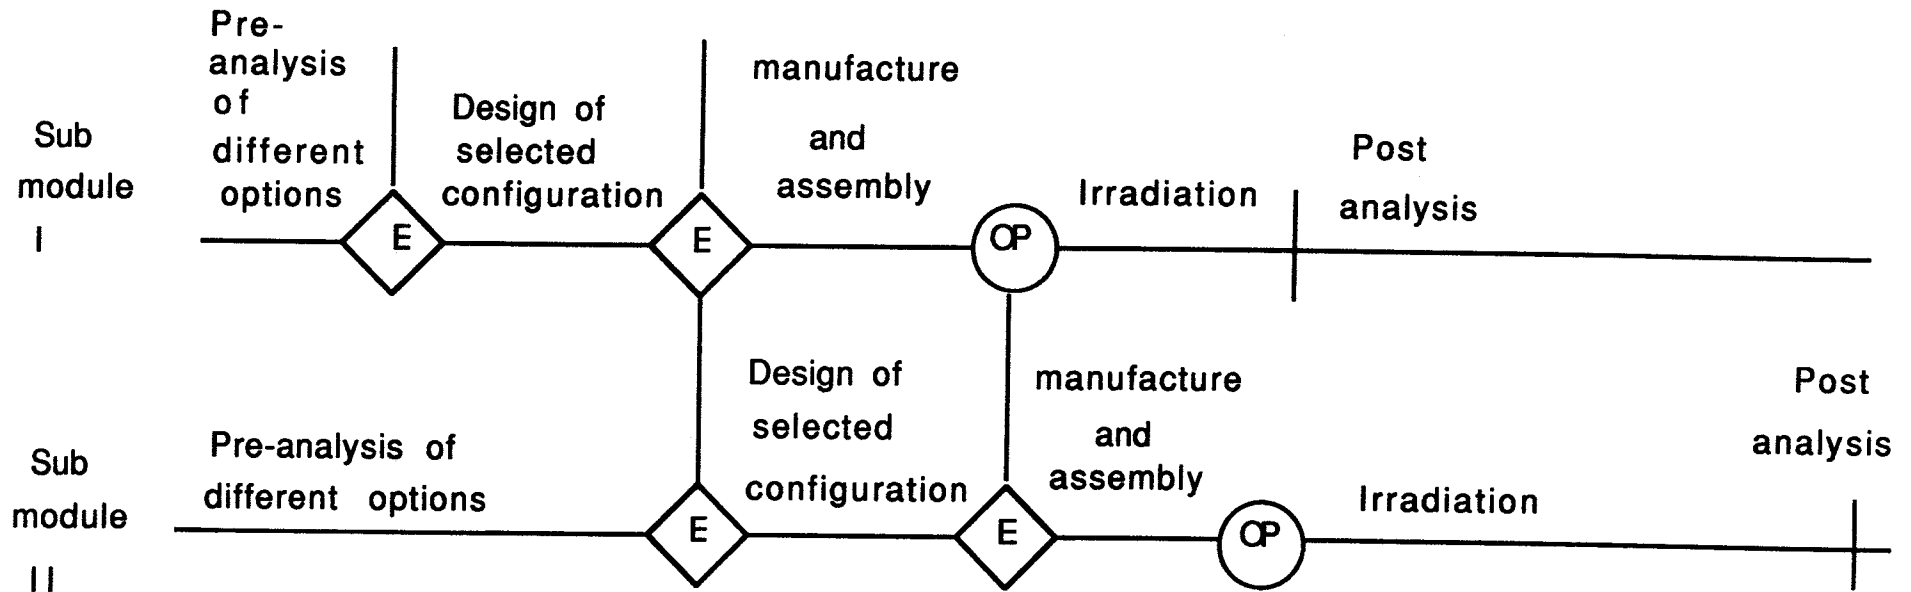 Sub
module
I
Pre-
analysis
of
different
options
E
Design of
selected
configuration
E
manufacture
and
assembly
OP
Irradiation
Post
analysis
Sub
module
II
Pre-analysis of
different options
E
Design of
selected
configuration
E
manufacture
and
assembly
OP
Irradiation
Post
analysis